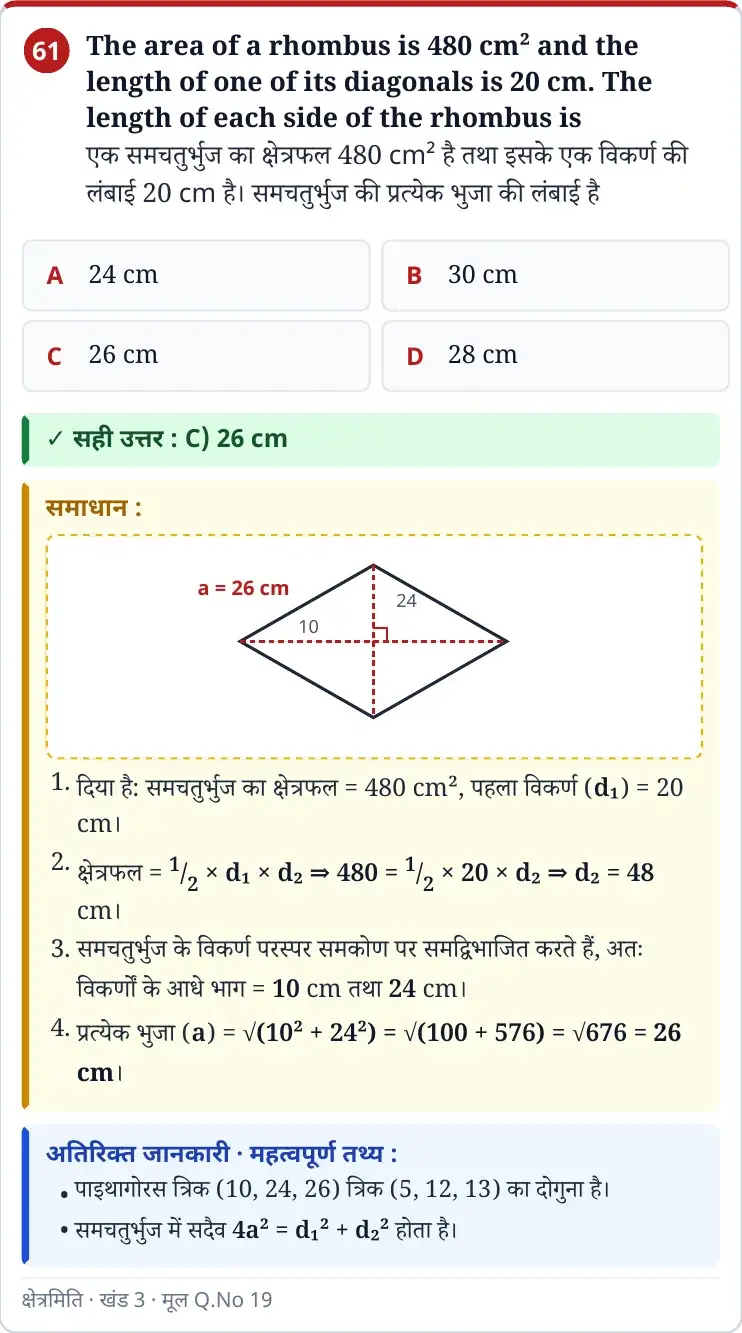 61 The area of a rhombus is 480 cm² and the
length of one of its diagonals is 20 cm. The
length of each side of the rhombus is
एक समचतुर्भुज का क्षेत्रफल 480 cm² है तथा इसके एक विकर्ण की
लंबाई 20 cm है। समचतुर्भुज की प्रत्येक भुजा की लंबाई है
A 24 cm
B 30 cm
C 26 cm
D 28 cm
✓ सही उत्तर : C) 26 cm
समाधान :
a = 26 cm
24
10
1. दिया है: समचतुर्भुज का क्षेत्रफल = 480 cm², पहला विकर्ण (d₁) = 20
cm।
2. क्षेत्रफल = ¹/₂ × d₁ × d₂ ⇒ 480 = ¹/₂ × 20 × d₂ ⇒ d₂ = 48
cm।
3. समचतुर्भुज के विकर्ण परस्पर समकोण पर समद्विभाजित करते हैं, अतः
विकर्णों के आधे भाग = 10 cm तथा 24 cm।
4. प्रत्येक भुजा (a) = √(10² + 24²) = √(100 + 576) = √676 = 26
cm।
अतिरिक्त जानकारी · महत्वपूर्ण तथ्य :
• पाइथागोरस त्रिक (10, 24, 26) त्रिक (5, 12, 13) का दोगुना है।
• समचतुर्भुज में सदैव 4a² = d₁² + d₂² होता है।
क्षेत्रमिति · खंड 3 · मूल Q.No 19